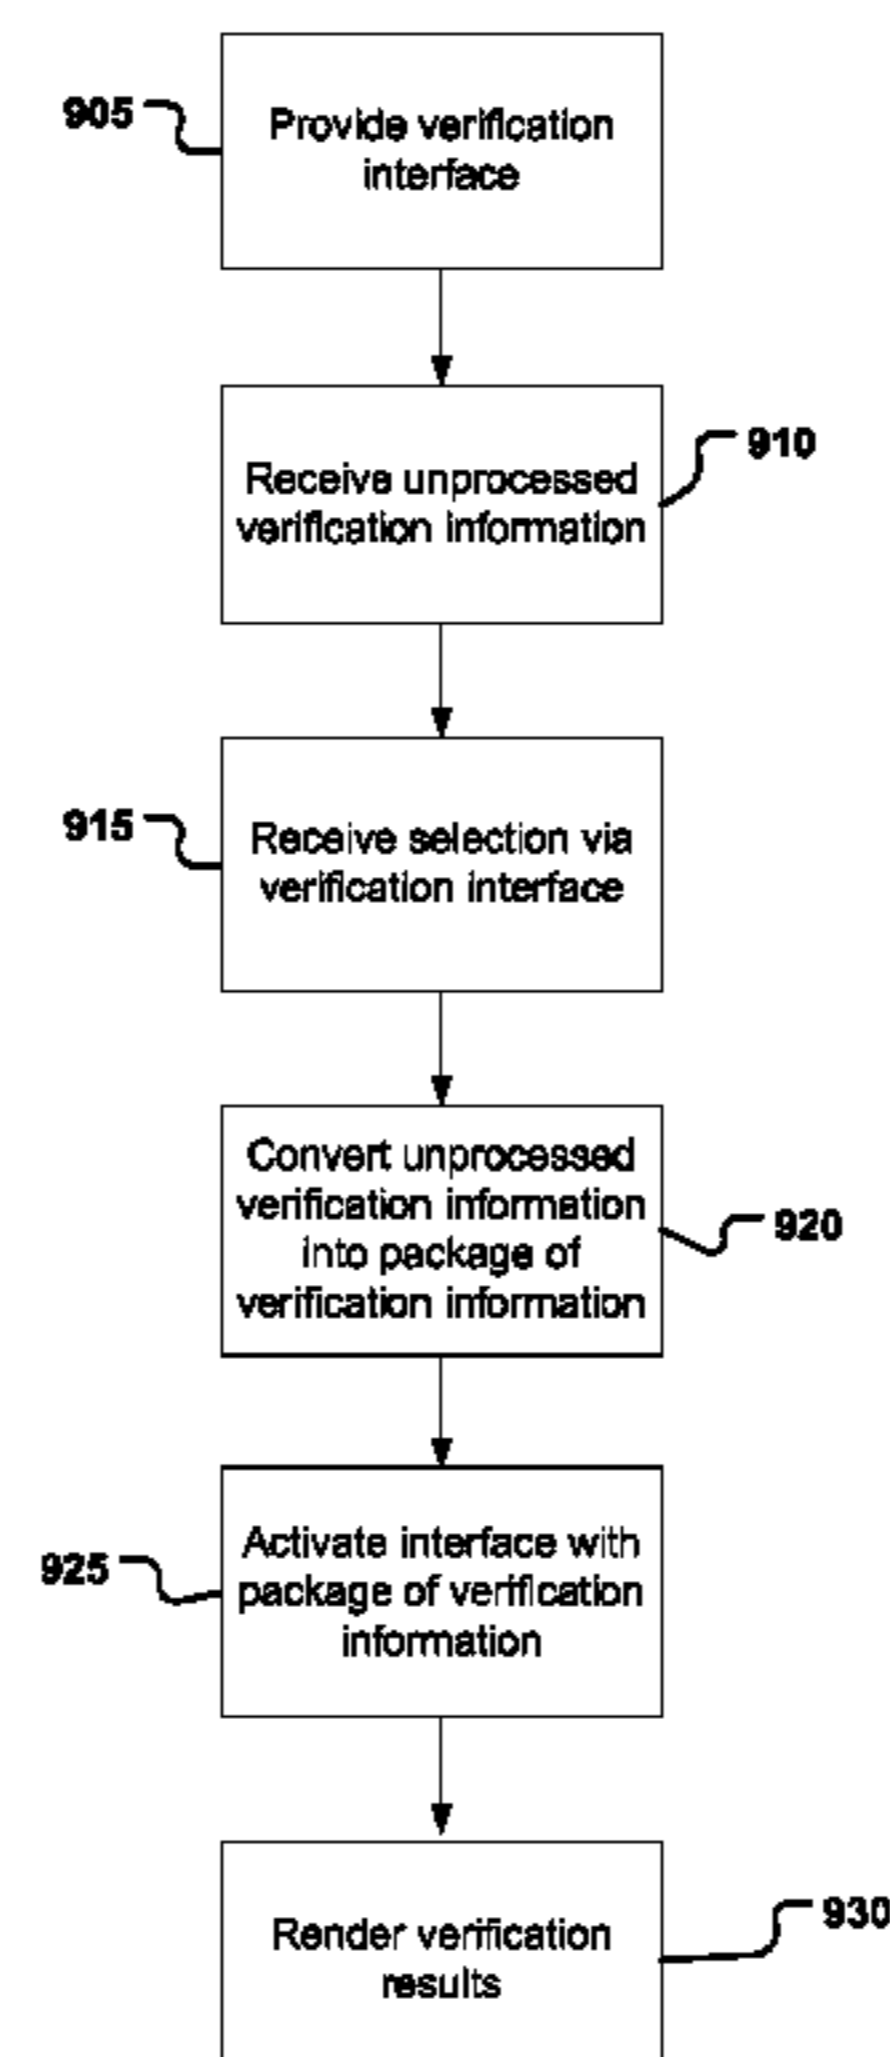 905
Provide verification
interface
910
Receive unprocessed
verification information
915
Receive selection via
verification interface
Convert unprocessed
verification information
into package of
verification information
920
925
Activate interface with
package of verification
information
930
Render verification
results